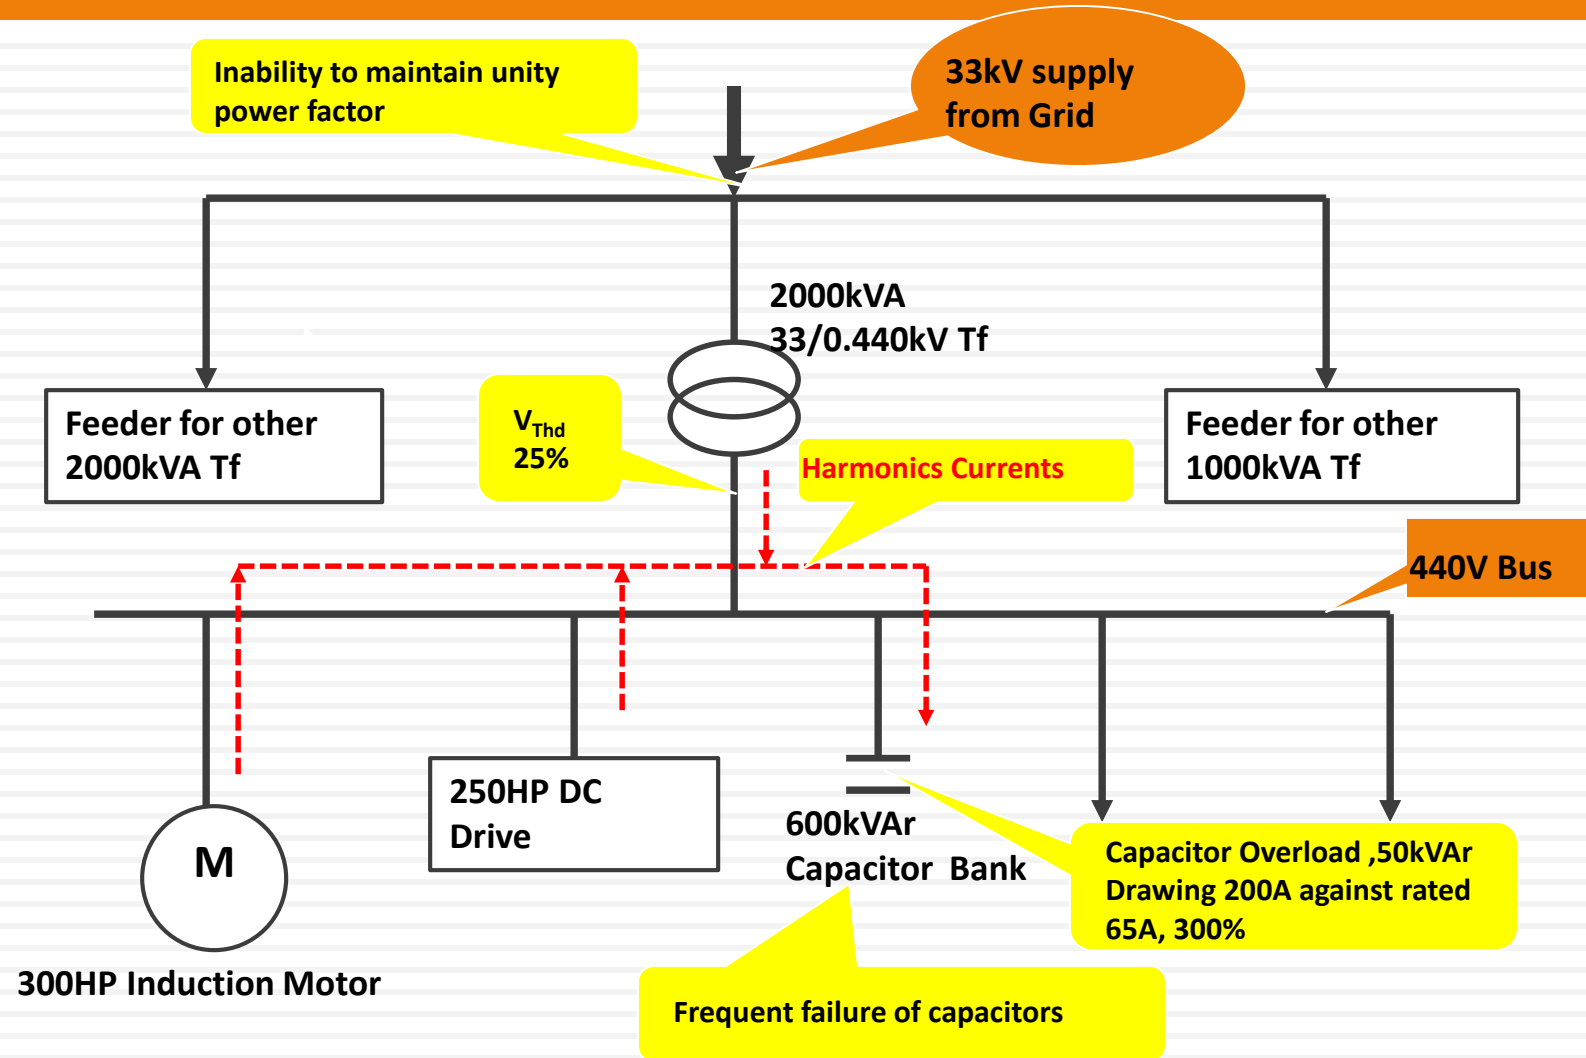 Inability to maintain unity
power factor
33kV supply
from Grid
2000kVA
33/0.440kV Tf
Feeder for other
2000kVA Tf
V_Thd
25%
Harmonics Currents
Feeder for other
1000kVA Tf
440V Bus
M
250HP DC
Drive
600kVAr
Capacitor  Bank
Capacitor Overload ,50kVAr
Drawing 200A against rated
65A, 300%
300HP Induction Motor
Frequent failure of capacitors